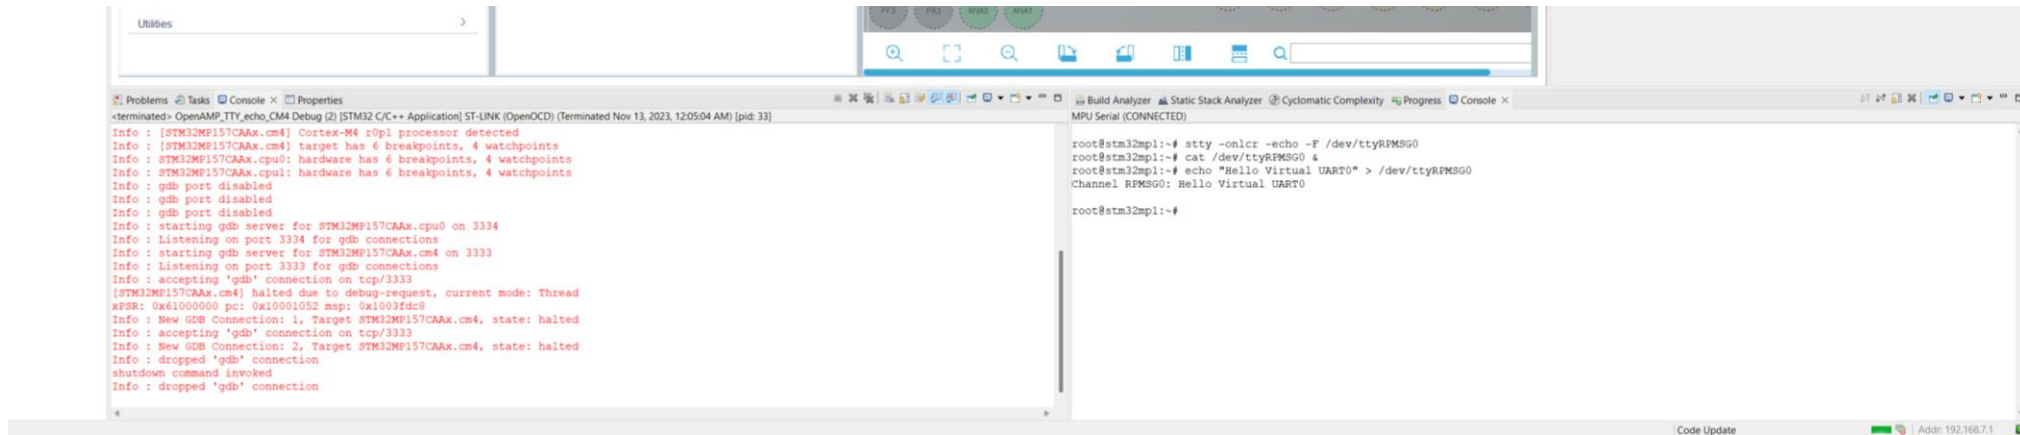 Utilities
PF3 PA3 ANA0 ANA1
Problems Tasks Console Properties
<terminated> OpenAMP_TTY_echo_CM4 Debug (2) [STM32 C/C++ Application] ST-LINK (OpenOCD) (Terminated Nov 13, 2023, 12:05:04 AM) [pid: 33]
Info : [STM32MP157CAAx.cm4] Cortex-M4 r0p1 processor detected
Info : [STM32MP157CAAx.cm4] target has 6 breakpoints, 4 watchpoints
Info : STM32MP157CAAx.cpu0: hardware has 6 breakpoints, 4 watchpoints
Info : STM32MP157CAAx.cpu1: hardware has 6 breakpoints, 4 watchpoints
Info : gdb port disabled
Info : gdb port disabled
Info : gdb port disabled
Info : starting gdb server for STM32MP157CAAx.cpu0 on 3334
Info : Listening on port 3334 for gdb connections
Info : starting gdb server for STM32MP157CAAx.cm4 on 3333
Info : Listening on port 3333 for gdb connections
Info : accepting 'gdb' connection on tcp/3333
[STM32MP157CAAx.cm4] halted due to debug-request, current mode: Thread
xPSR: 0x61000000 pc: 0x10001052 msp: 0x1003fdc8
Info : New GDB Connection: 1, Target STM32MP157CAAx.cm4, state: halted
Info : accepting 'gdb' connection on tcp/3333
Info : New GDB Connection: 2, Target STM32MP157CAAx.cm4, state: halted
Info : dropped 'gdb' connection
shutdown command invoked
Info : dropped 'gdb' connection
Build Analyzer Static Stack Analyzer Cyclomatic Complexity Progress Console
MPU Serial (CONNECTED)
root@stm32mp1:~# stty -onlcr -echo -F /dev/ttyRPMSG0
root@stm32mp1:~# cat /dev/ttyRPMSG0 &
root@stm32mp1:~# echo "Hello Virtual UART0" > /dev/ttyRPMSG0
Channel RPMSG0: Hello Virtual UART0
root@stm32mp1:~#
Code Update
Addr: 192.168.7.1